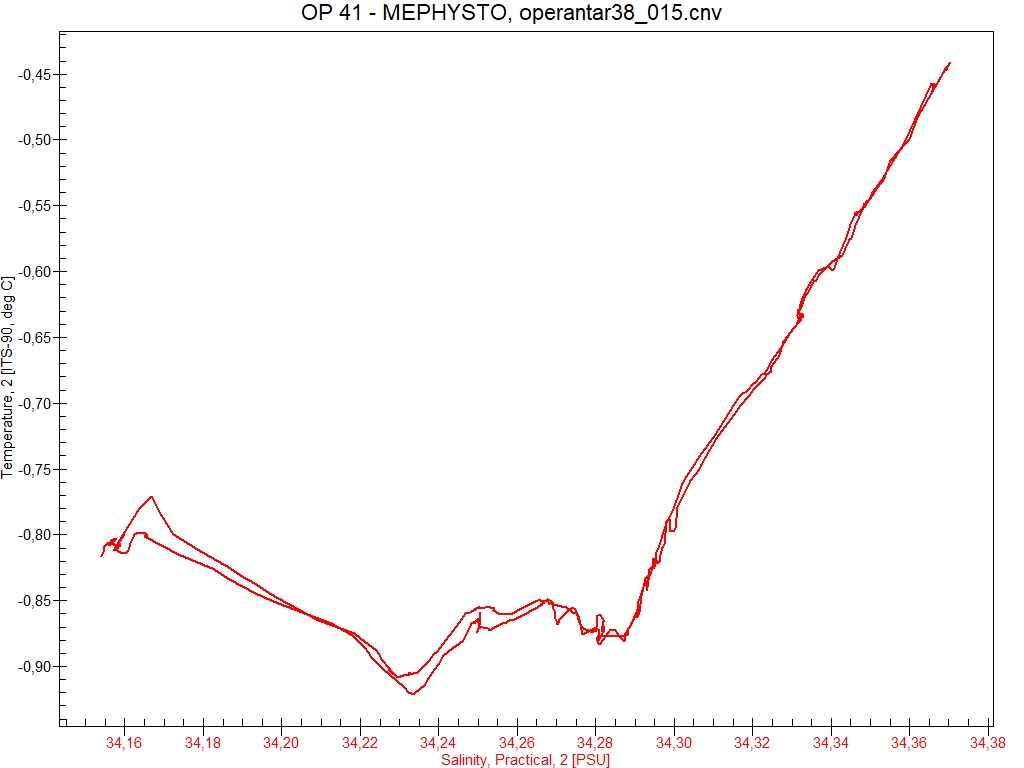 OP 41 - MEPHYSTO, operantar38_015.cnv
Temperature, 2 [ITS-90, deg C]
-0,45
-0,50
-0,55
-0,60
-0,65
-0,70
-0,75
-0,80
-0,85
-0,90
34,16 34,18 34,20 34,22 34,24 34,26 34,28 34,30 34,32 34,34 34,36 34,38
Salinity, Practical, 2 [PSU]